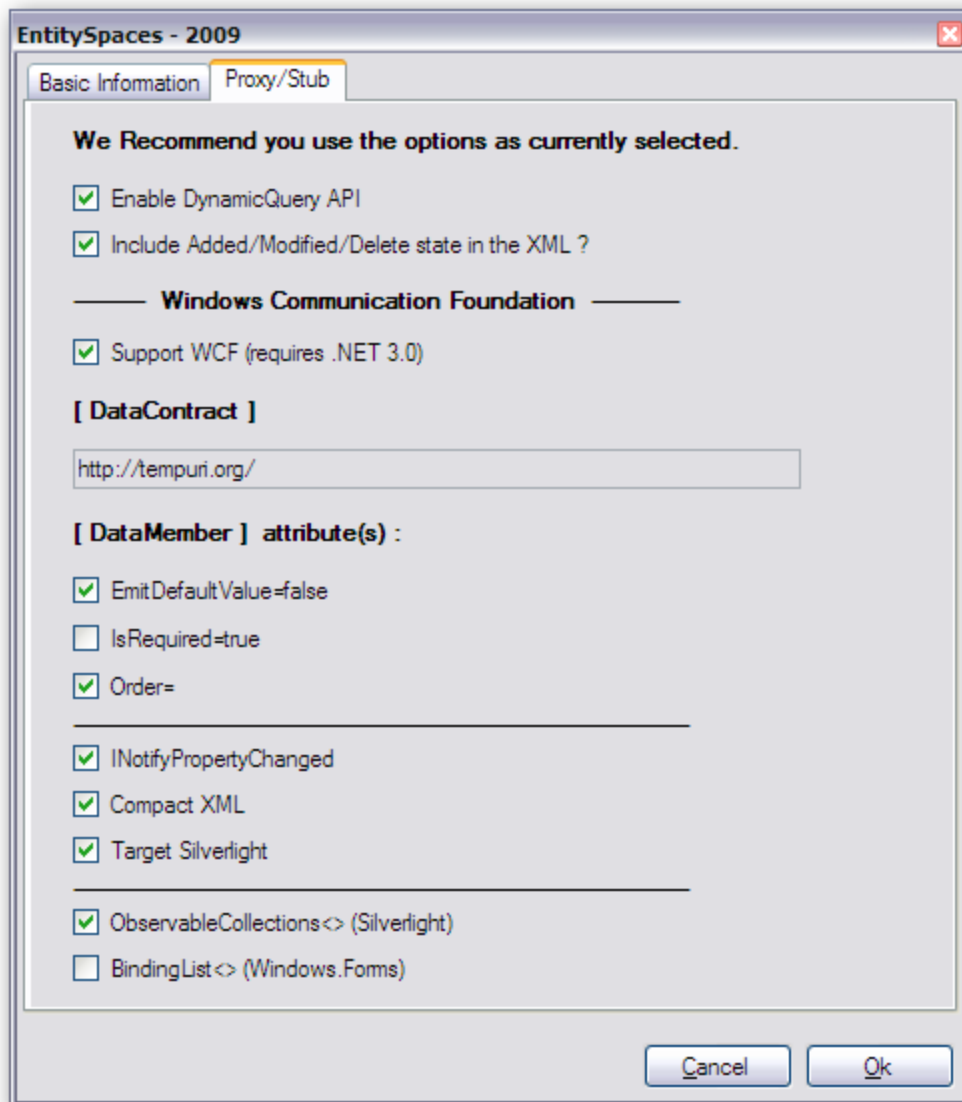 EntitySpaces - 2009
Basic Information
Proxy/Stub
We Recommend you use the options as currently selected.
Enable DynamicQuery API
Include Added/Modified/Delete state in the XML ?
Windows Communication Foundation
Support WCF (requires .NET 3.0)
[ DataContract ]
http://tempuri.org/
[ DataMember ] attribute(s) :
EmitDefaultValue=false
IsRequired=true
Order=
INotifyPropertyChanged
Compact XML
Target Silverlight
ObservableCollections<> (Silverlight)
BindingList<> (Windows.Forms)
Cancel
Ok